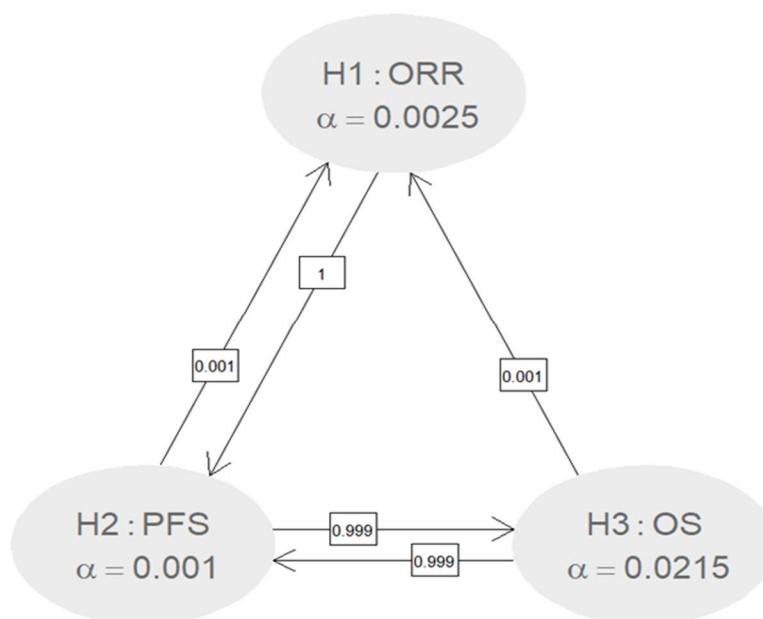 H1 : ORR
α = 0.0025
1
0.001
0.001
H2 : PFS
α = 0.001
0.999
0.999
H3 : OS
α = 0.0215